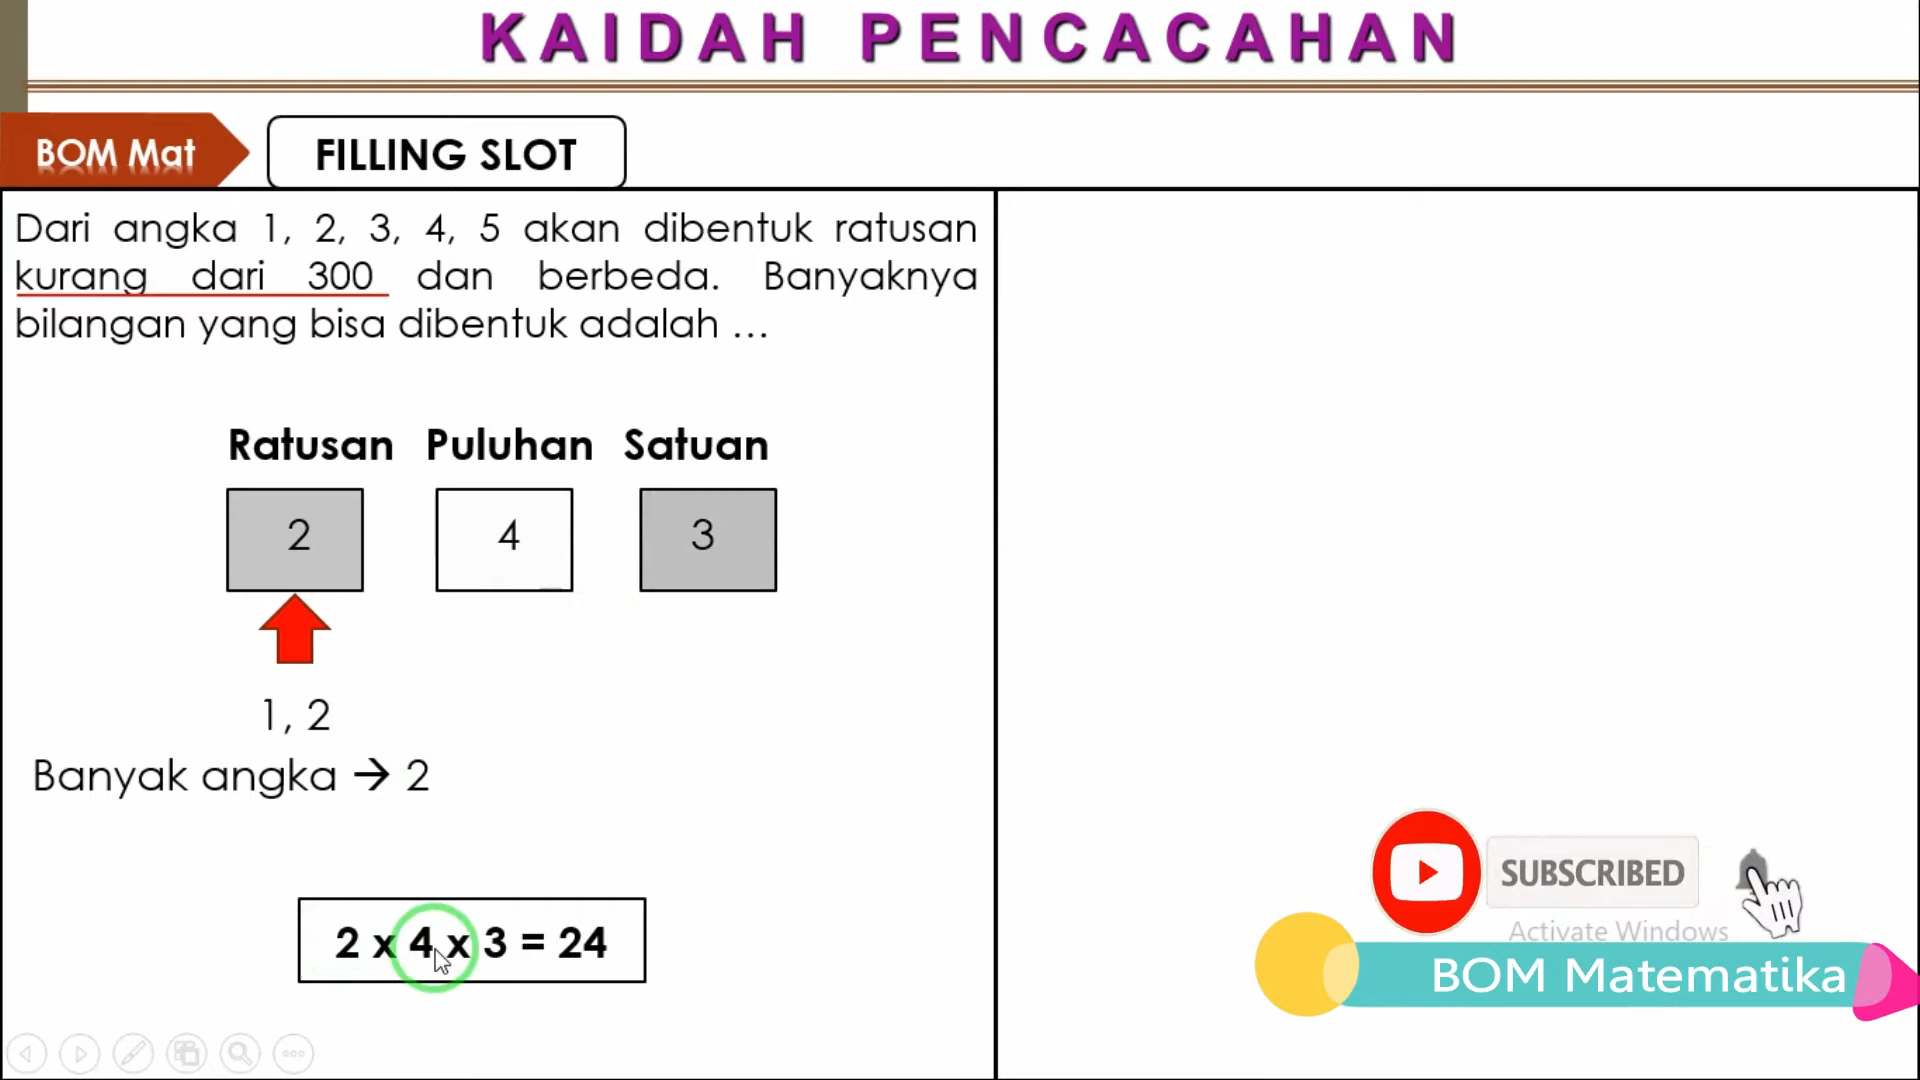 KAIDAH PENCACAHAN
BOM Mat
FILLING SLOT
Dari angka 1, 2, 3, 4, 5 akan dibentuk ratusan
kurang dari 300 dan berbeda. Banyaknya
bilangan yang bisa dibentuk adalah ...
Ratusan Puluhan Satuan
2 4 3
1, 2
Banyak angka → 2
2 x 4 x 3 = 24
SUBSCRIBED
Activate Windows
BOM Matematika